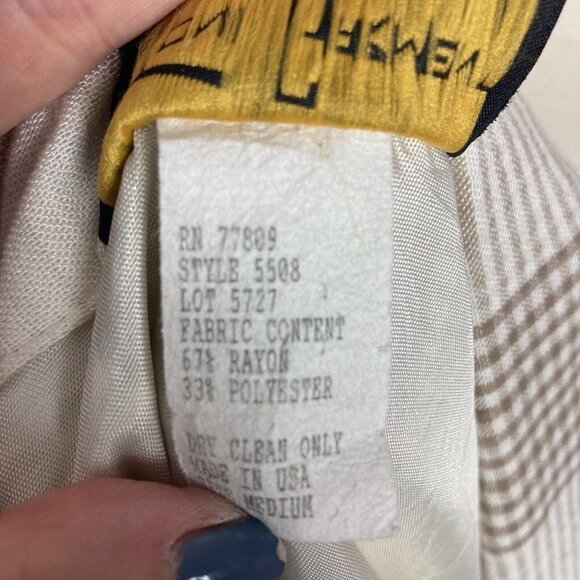 RN 77809
STYLE 5508
LOT 5727
FABRIC CONTENT
67% RAYON
33% POLYESTER
DRY CLEAN ONLY
MADE IN USA
MEDIUM